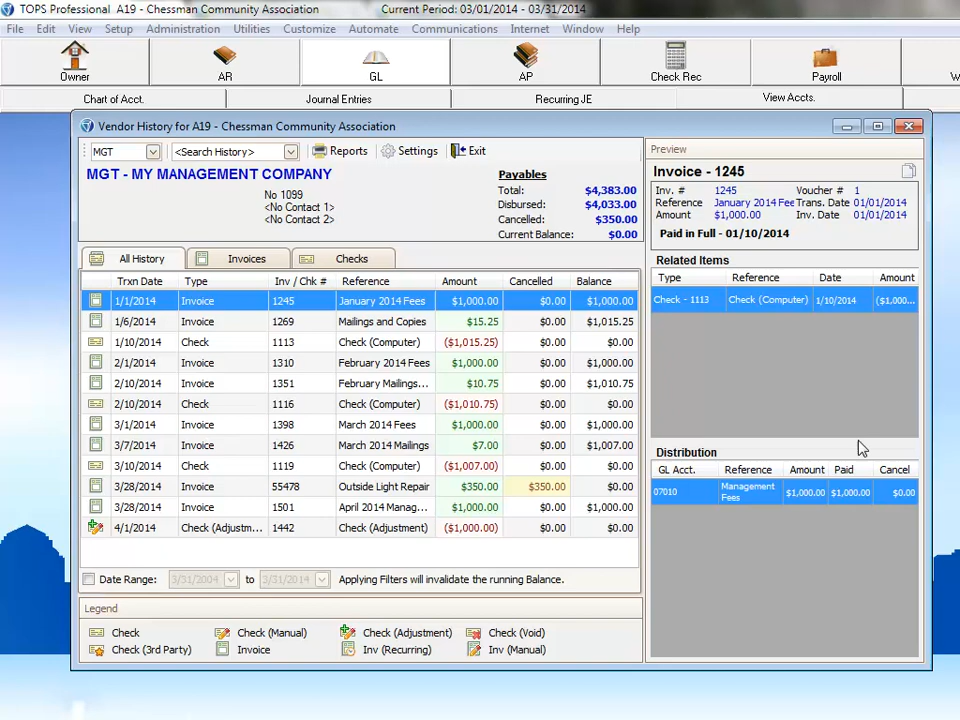 TOPS Professional A19 - Chessman Community Association Current Period: 03/01/2014 - 03/31/2014
File Edit View Setup Administration Utilities Customize Automate Communications Internet Window Help
Owner AR GL AP Check Rec Payroll
Chart of Acct. Journal Entries Recurring JE View Accts.
Vendor History for A19 - Chessman Community Association
MGT <Search History> Reports Settings Exit
MGT - MY MANAGEMENT COMPANY
No 1099
<No Contact 1>
<No Contact 2>
Payables
Total: $4,383.00
Disbursed: $4,033.00
Cancelled: $350.00
Current Balance: $0.00
All History Invoices Checks
Trxn Date Type Inv / Chk # Reference Amount Cancelled Balance
1/1/2014 Invoice 1245 January 2014 Fees $1,000.00 $0.00 $1,000.00
1/6/2014 Invoice 1269 Mailings and Copies $15.25 $0.00 $1,015.25
1/10/2014 Check 1113 Check (Computer) ($1,015.25) $0.00 $0.00
2/1/2014 Invoice 1310 February 2014 Fees $1,000.00 $0.00 $1,000.00
2/10/2014 Invoice 1351 February Mailings... $10.75 $0.00 $1,010.75
2/10/2014 Check 1116 Check (Computer) ($1,010.75) $0.00 $0.00
3/1/2014 Invoice 1398 March 2014 Fees $1,000.00 $0.00 $1,000.00
3/7/2014 Invoice 1426 March 2014 Mailings $7.00 $0.00 $1,007.00
3/10/2014 Check 1119 Check (Computer) ($1,007.00) $0.00 $0.00
3/28/2014 Invoice 55478 Outside Light Repair $350.00 $350.00 $0.00
3/28/2014 Invoice 1501 April 2014 Manag... $1,000.00 $0.00 $1,000.00
4/1/2014 Check (Adjustm... 1442 Check (Adjustment) ($1,000.00) $0.00 $0.00
Date Range: 3/31/2004 to 3/31/2014 Applying Filters will invalidate the running Balance.
Legend
Check Check (Manual) Check (Adjustment) Check (Void)
Check (3rd Party) Invoice Inv (Recurring) Inv (Manual)
Preview
Invoice - 1245
Inv. # 1245 Voucher # 1
Reference January 2014 Fee Trans. Date 01/01/2014
Amount $1,000.00 Inv. Date 01/01/2014
Paid in Full - 01/10/2014
Related Items
Type Reference Date Amount
Check - 1113 Check (Computer) 1/10/2014 ($1,000...
Distribution
GL Acct. Reference Amount Paid Cancel
07010 Management Fees $1,000.00 $1,000.00 $0.00